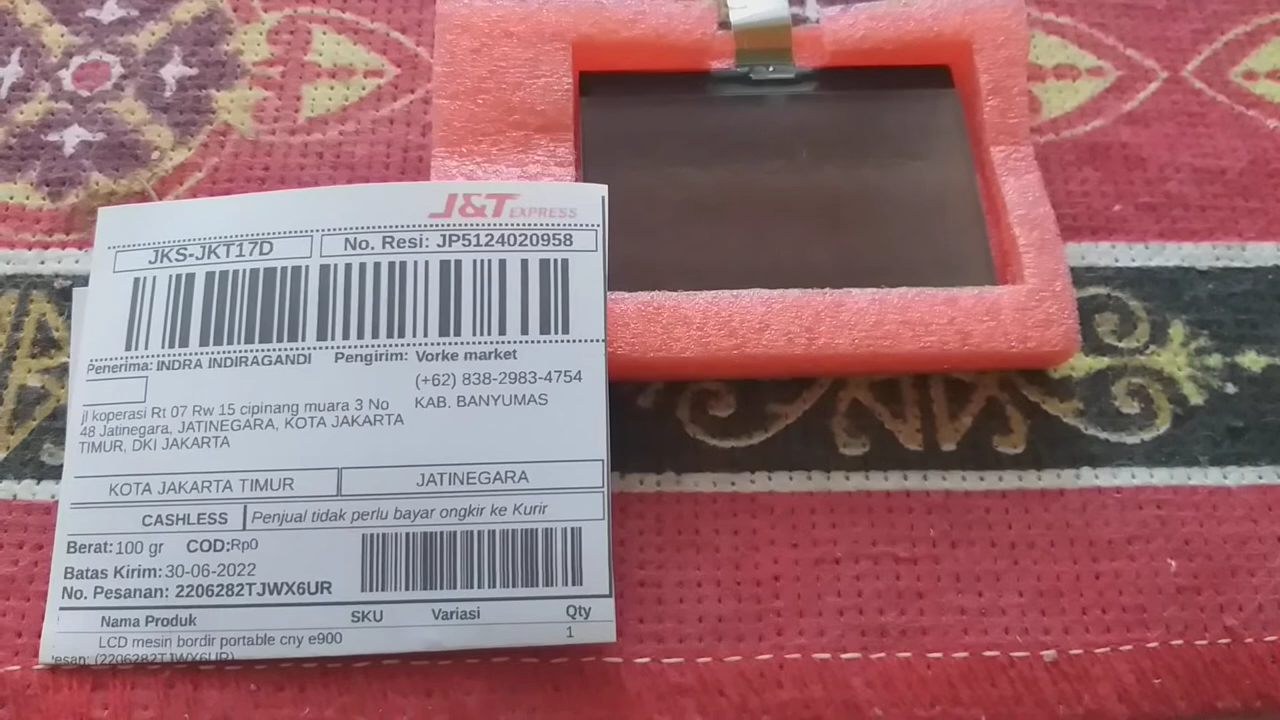 J&T EXPRESS
JKS-JKT17D
No. Resi: JP5124020958
Penerima: INDRA INDIRAGANDI
Pengirim: Vorke market
(+62) 838-2983-4754
KAB. BANYUMAS
jl koperasi Rt 07 Rw 15 cipinang muara 3 No
48 Jatinegara, JATINEGARA, KOTA JAKARTA
TIMUR, DKI JAKARTA
KOTA JAKARTA TIMUR
JATINEGARA
CASHLESS
Penjual tidak perlu bayar ongkir ke Kurir
Berat: 100 gr COD:Rp0
Batas Kirim: 30-06-2022
No. Pesanan: 2206282TJWX6UR
Nama Produk SKU Variasi Qty
LCD mesin bordir portable cny e900 1
esan: (2206282TJWX6UR)